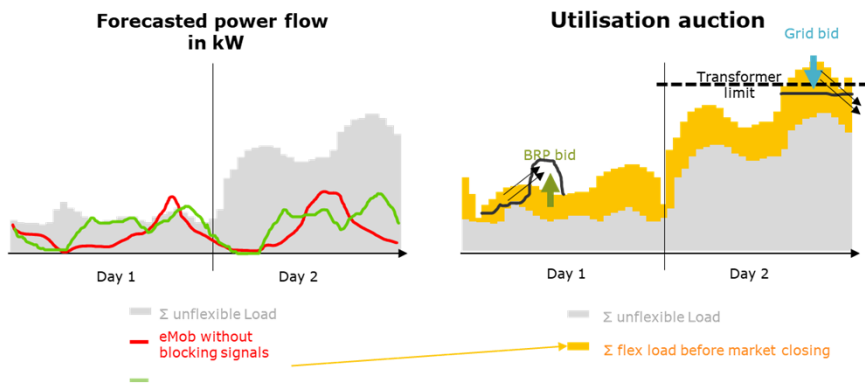 Forecasted power flow
in kW
Utilisation auction
Grid bid
Transformer
limit
BRP bid
Day 1
Day 2
Day 1
Day 2
Σ unflexible Load
eMob without
blocking signals
Σ unflexible Load
Σ flex load before market closing